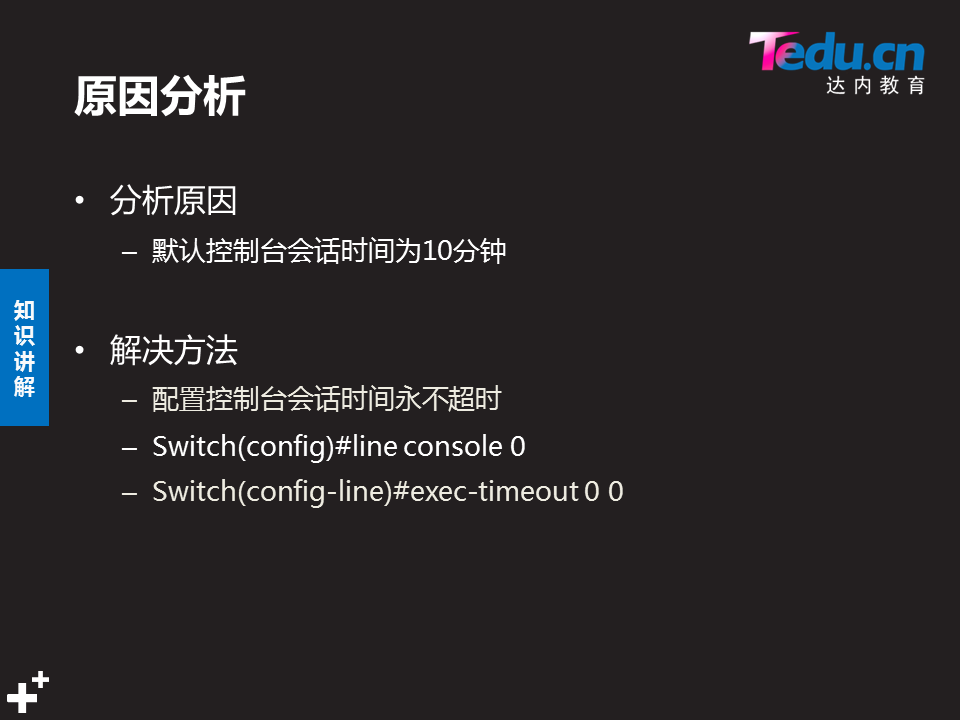 Tedu.cn
达内教育
原因分析
• 分析原因
– 默认控制台会话时间为10分钟
知识讲解
• 解决方法
– 配置控制台会话时间永不超时
– Switch(config)#line console 0
– Switch(config-line)#exec-timeout 0 0